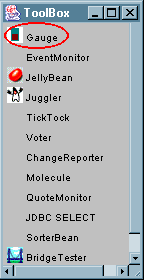 ToolBox
Gauge
EventMonitor
JellyBean
Juggler
TickTock
Voter
ChangeReporter
Molecule
QuoteMonitor
JDBC SELECT
SorterBean
BridgeTester